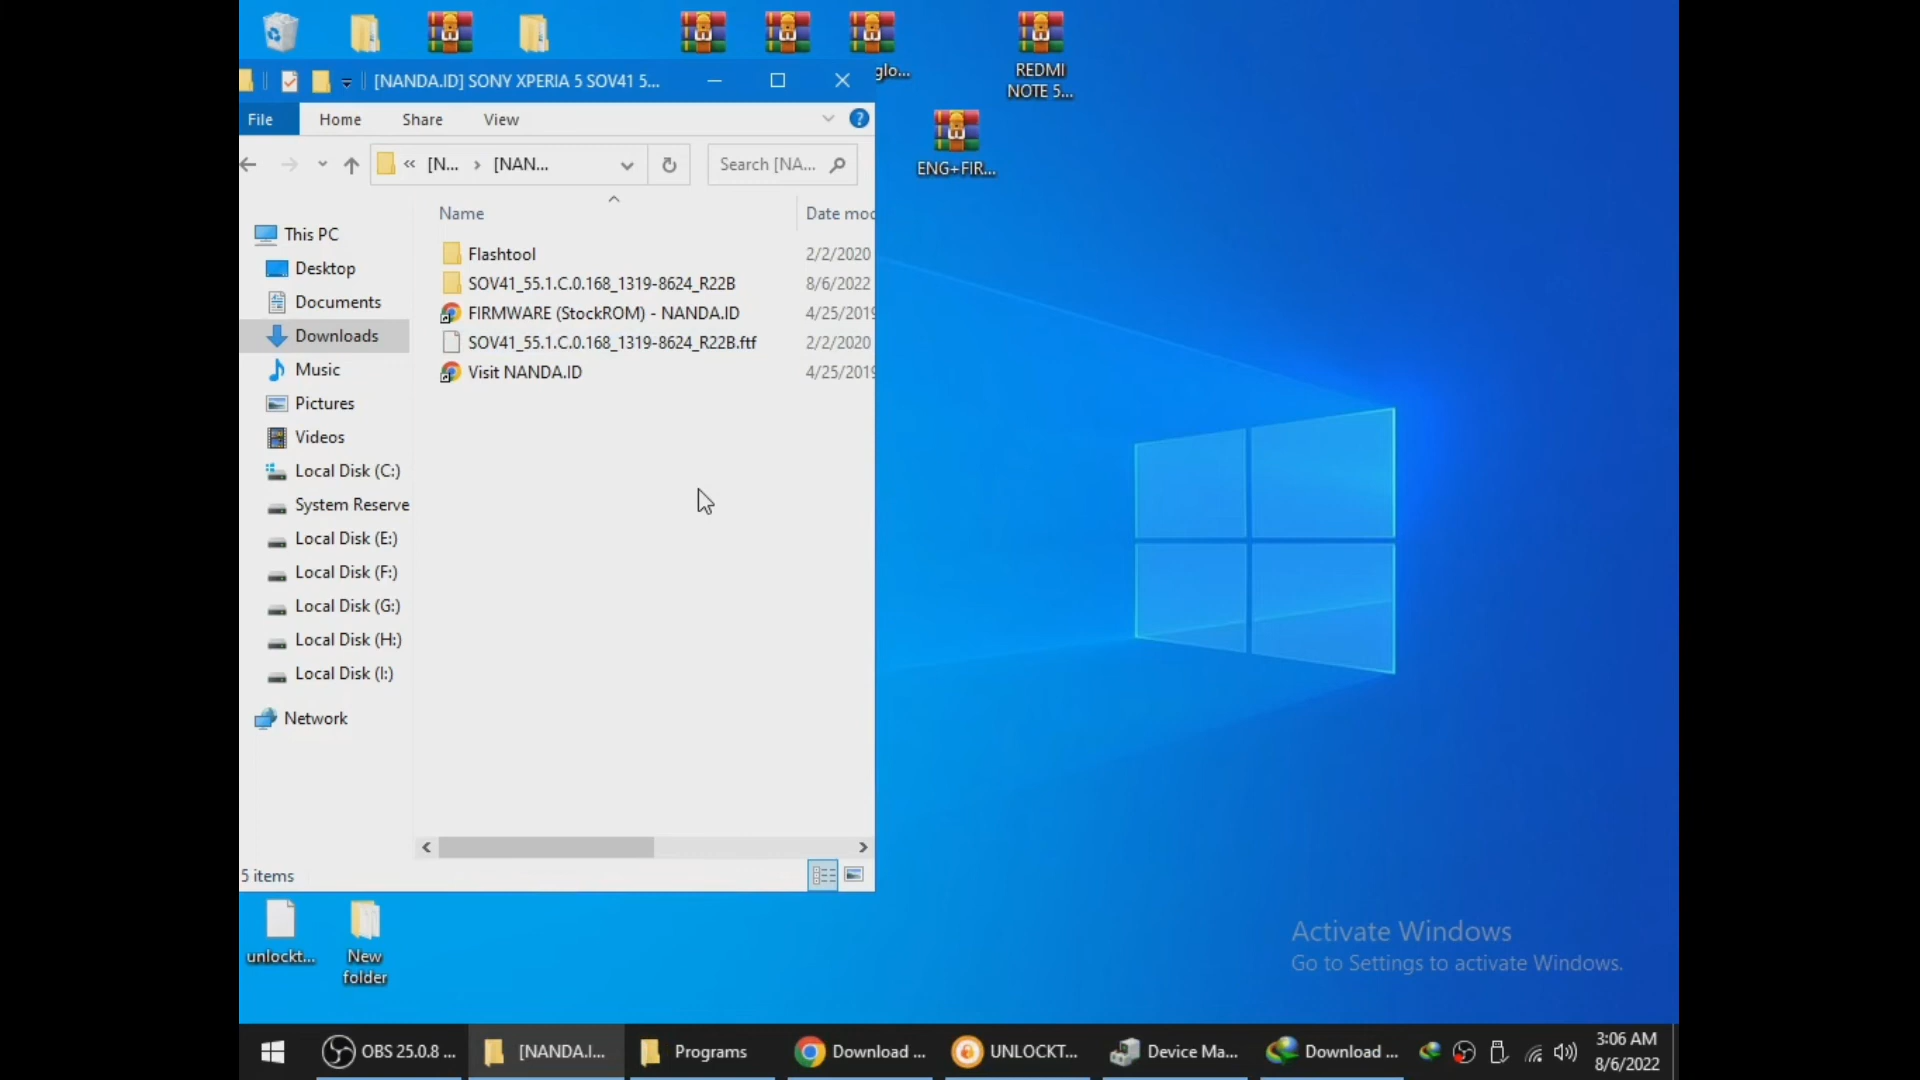 glo...
REDMI
NOTE 5...
ENG+FIR...
[NANDA.ID] SONY XPERIA 5 SOV41 5...
File
Home
Share
View
«
[N...
[NAN...
Search [NA...
Name
Date mod
This PC
Desktop
Documents
Downloads
Music
Pictures
Videos
Local Disk (C:)
System Reserve
Local Disk (E:)
Local Disk (F:)
Local Disk (G:)
Local Disk (H:)
Local Disk (I:)
Network
Flashtool
2/2/2020
SOV41_55.1.C.0.168_1319-8624_R22B
8/6/2022
FIRMWARE (StockROM) - NANDA.ID
4/25/2019
SOV41_55.1.C.0.168_1319-8624_R22B.ftf
2/2/2020
Visit NANDA.ID
4/25/2019
5 items
unlockt...
New
folder
Activate Windows
Go to Settings to activate Windows.
OBS 25.0.8 ...
[NANDA.I...
Programs
Download ...
UNLOCKT...
Device Ma...
Download ...
3:06 AM
8/6/2022